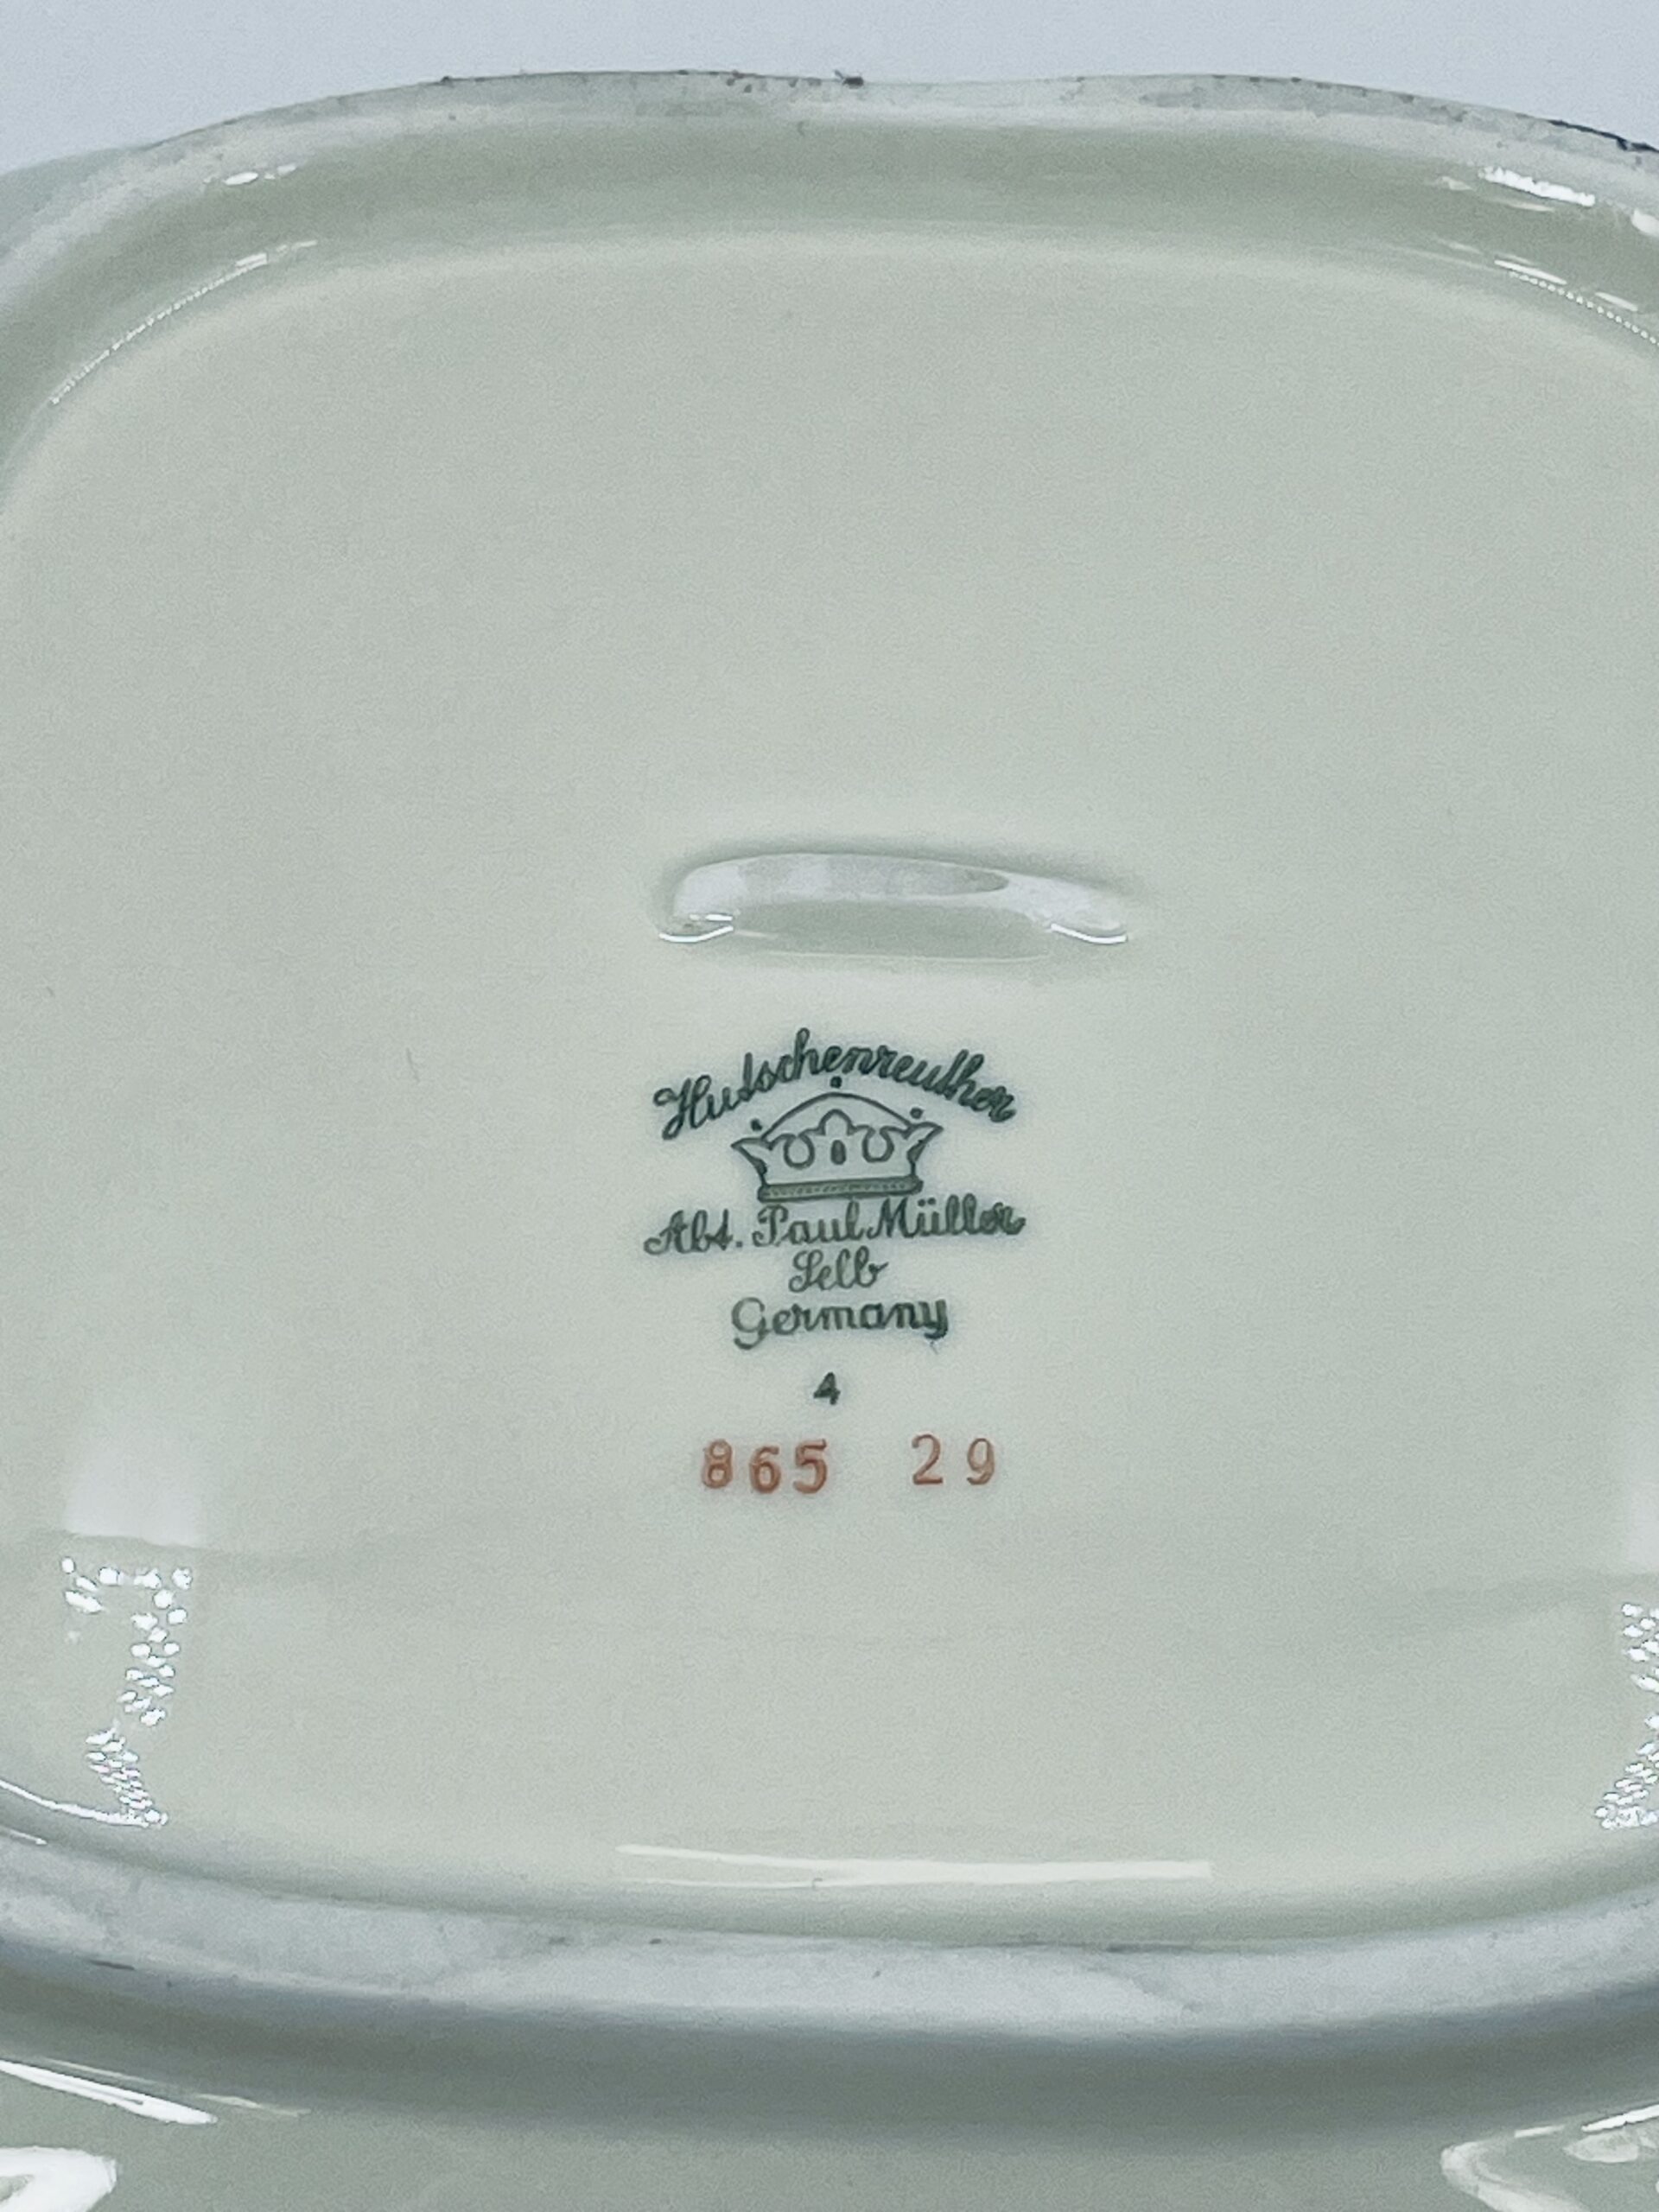 Hutschenreuther
Abt. Paul Müller
Selb
Germany
4
865 29